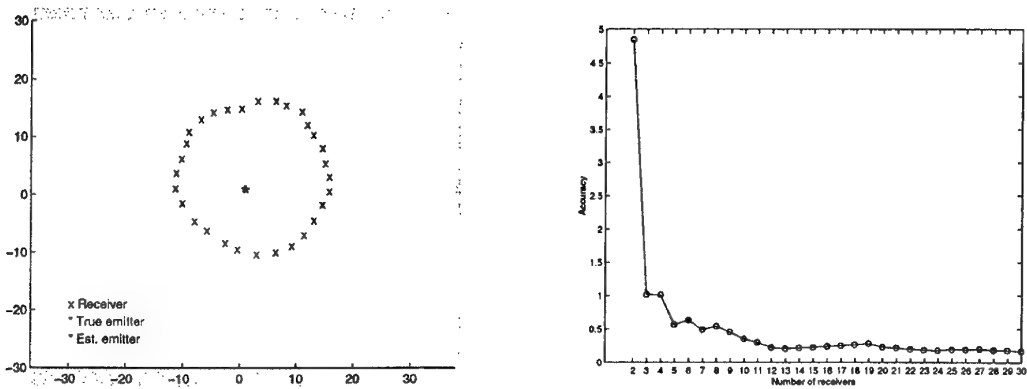 30
20
10
0
−10
−20
−30
x Receiver
* True emitter
* Est. emitter
−30 −20 −10 0 10 20 30
5
4 5
4
3.5
3
2.5
2
1.5
1
0.5
0
Accuracy
2 3 4 5 6 7 8 9 10 11 12 13 14 15 16 17 18 19 20 21 22 23 24 25 26 27 28 29 30
Number of receivers